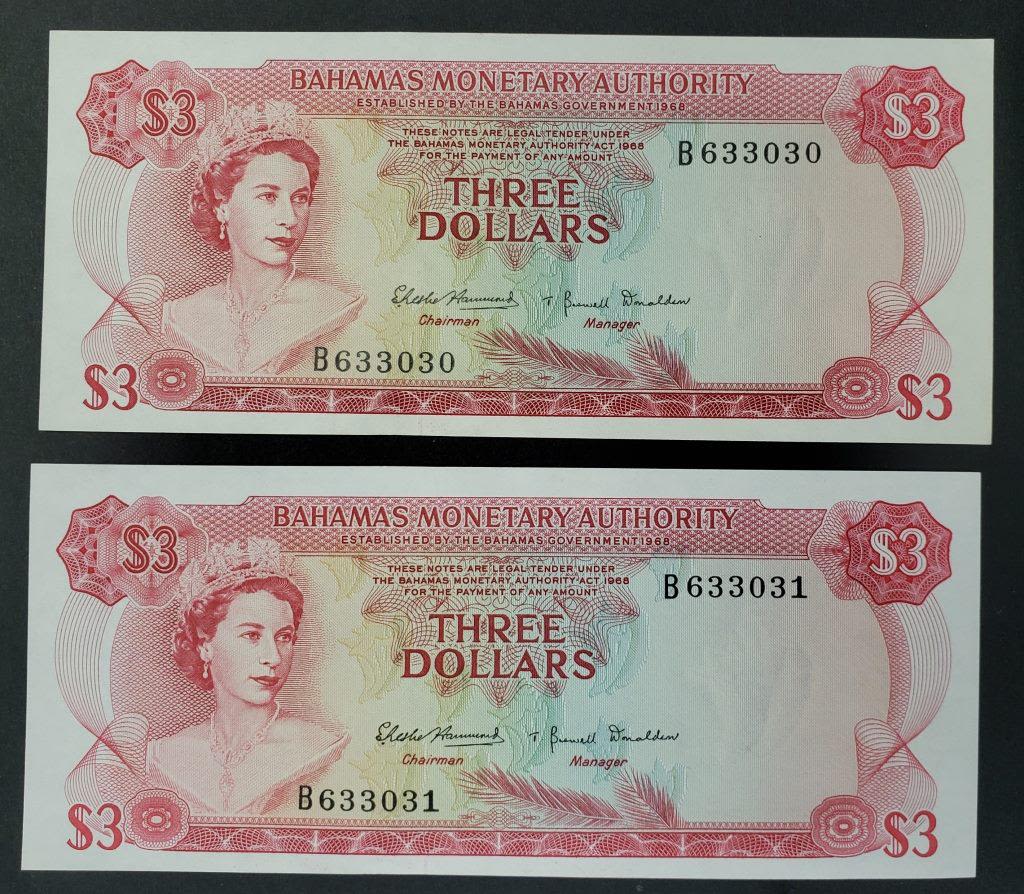 BAHAMAS MONETARY AUTHORITY
ESTABLISHED BY THE BAHAMAS GOVERNMENT 1968
$3 $3
THESE NOTES ARE LEGAL TENDER UNDER
THE BAHAMAS MONETARY AUTHORITY ACT 1968
FOR THE PAYMENT OF ANY AMOUNT
B633030
THREE
DOLLARS
T Buswell Donaldson
Chairman Manager
B633030
$3 $3
BAHAMAS MONETARY AUTHORITY
ESTABLISHED BY THE BAHAMAS GOVERNMENT 1968
$3 $3
THESE NOTES ARE LEGAL TENDER UNDER
THE BAHAMAS MONETARY AUTHORITY ACT 1968
FOR THE PAYMENT OF ANY AMOUNT
B633031
THREE
DOLLARS
Chairman Manager
B633031
$3 $3